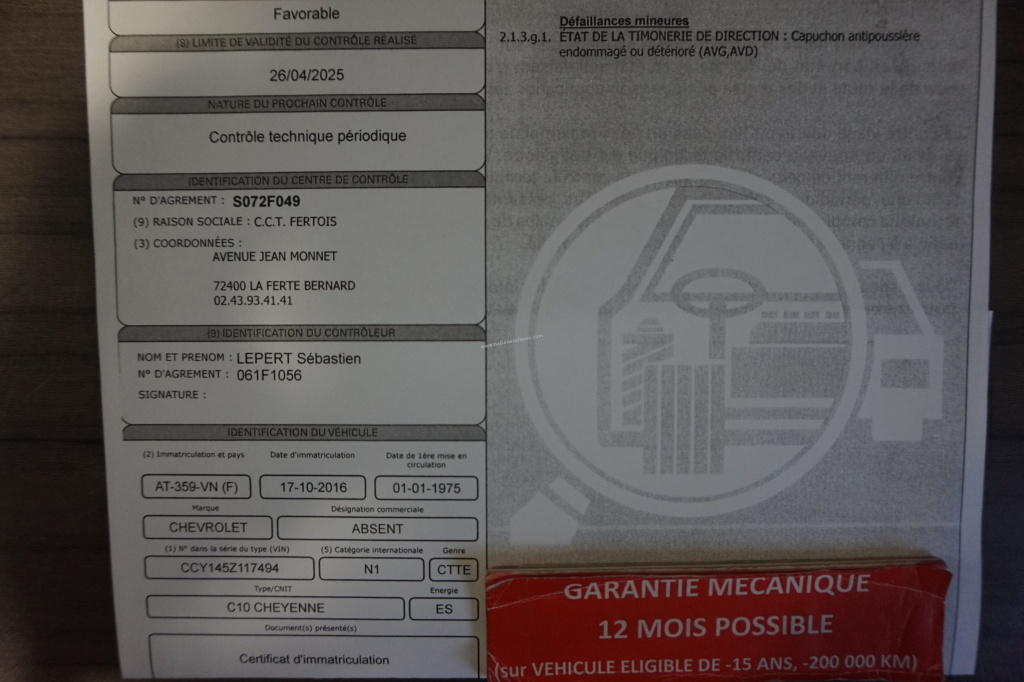 Favorable
(8) LIMITE DE VALIDITÉ DU CONTRÔLE RÉALISÉ
26/04/2025
NATURE DU PROCHAIN CONTRÔLE
Contrôle technique périodique
IDENTIFICATION DU CENTRE DE CONTRÔLE
N° D'AGREMENT : S072F049
(9) RAISON SOCIALE : C.C.T. FERTOIS
(3) COORDONNÉES :
AVENUE JEAN MONNET
72400 LA FERTE BERNARD
02.43.93.41.41
(9) IDENTIFICATION DU CONTRÔLEUR
NOM ET PRENOM : LEPERT Sébastien
N° D'AGREMENT : 061F1056
SIGNATURE :
IDENTIFICATION DU VÉHICULE
(2) Immatriculation et pays Date d'immatriculation Date de 1ère mise en
circulation
AT-359-VN (F) 17-10-2016 01-01-1975
Marque Désignation commerciale
CHEVROLET ABSENT
(1) N° dans la série du type (VIN) (5) Catégorie internationale Genre
CCY145Z117494 N1 CTTE
Type/CNIT Energie
C10 CHEYENNE ES
Document(s) présenté(s)
Certificat d'immatriculation
Défaillances mineures
2.1.3.g.1. ÉTAT DE LA TIMONERIE DE DIRECTION : Capuchon antipoussière
endommagé ou détérioré (AVG,AVD)
GARANTIE MECANIQUE
12 MOIS POSSIBLE
(sur VEHICULE ELIGIBLE DE -15 ANS, -200 000 KM)